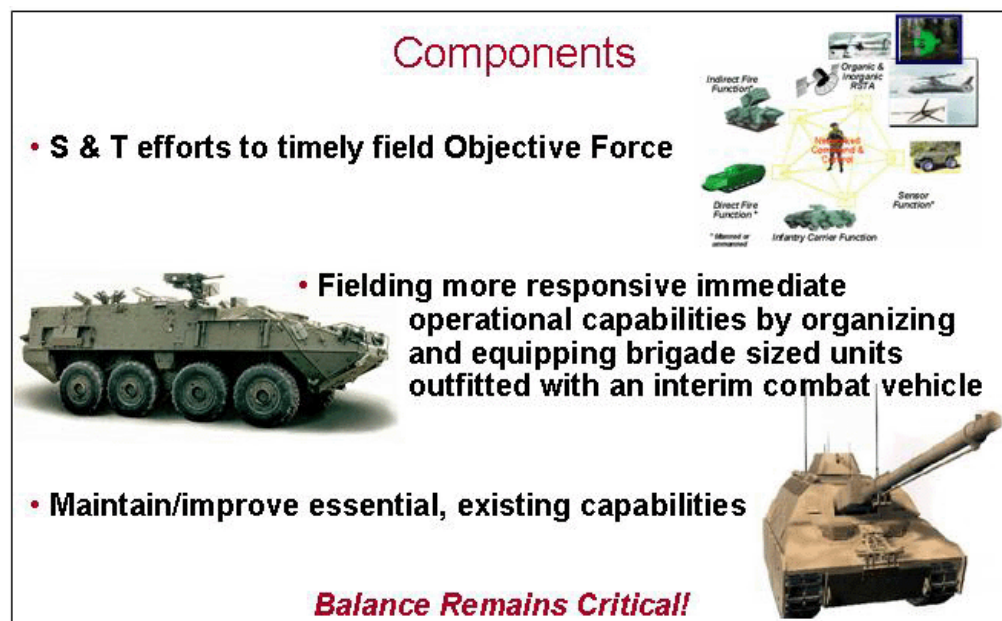 Components
• S & T efforts to timely field Objective Force
Indirect Fire
Function*
Organic &
Inorganic
RSTA
Networked
Command &
Control
Direct Fire
Function *
Sensor
Function*
* Manned or
unmanned
Infantry Carrier Function
• Fielding more responsive immediate
operational capabilities by organizing
and equipping brigade sized units
outfitted with an interim combat vehicle
• Maintain/improve essential, existing capabilities
Balance Remains Critical!